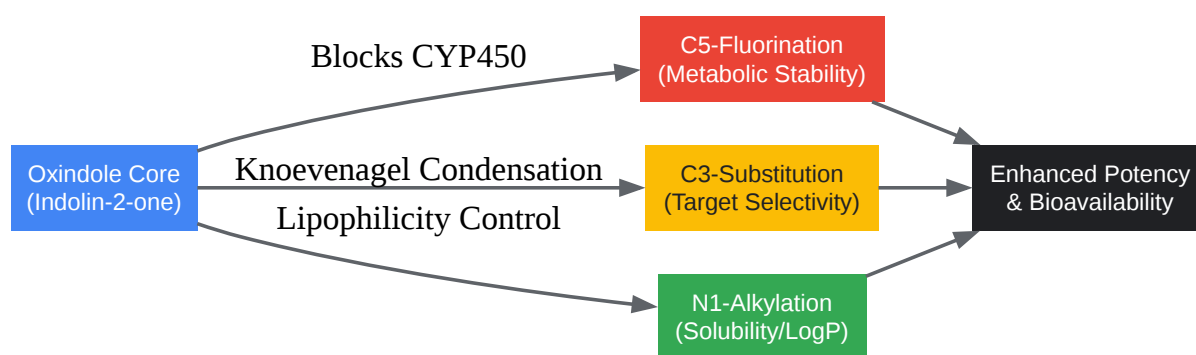 Oxindole Core
(Indolin-2-one)
Blocks CYP450
Knoevenagel Condensation
Lipophilicity Control
C5-Fluorination
(Metabolic Stability)
C3-Substitution
(Target Selectivity)
N1-Alkylation
(Solubility/LogP)
Enhanced Potency
& Bioavailability